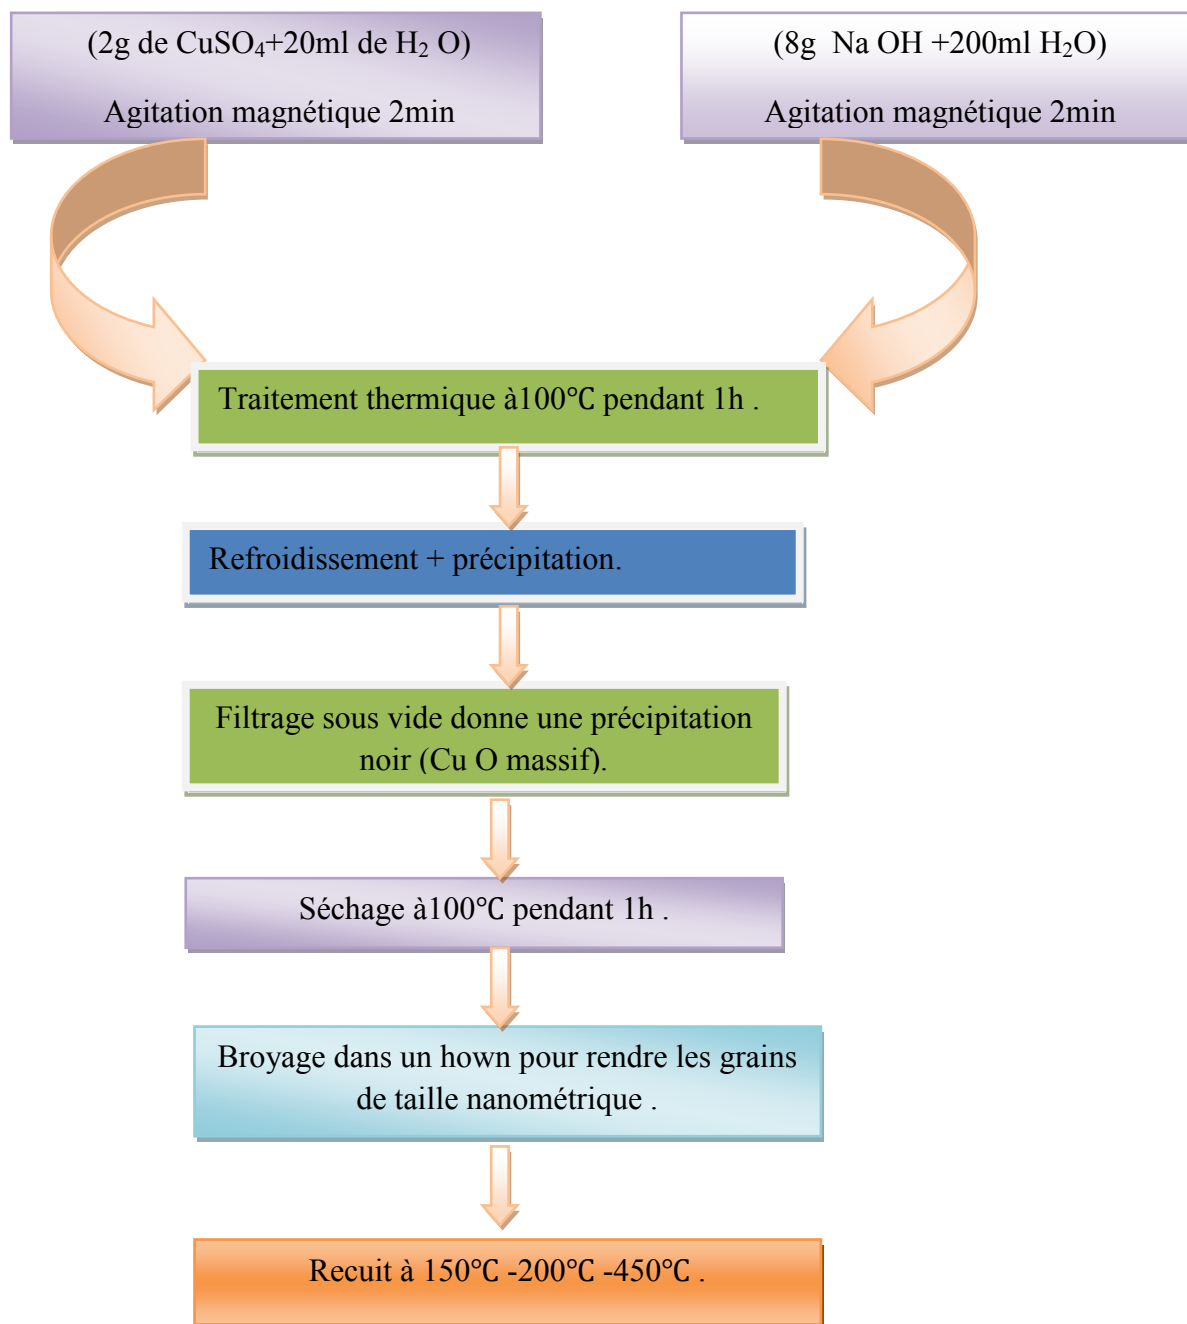 (2g de CuSO₄+20ml de H₂ O)
Agitation magnétique 2min
(8g Na OH +200ml H₂O)
Agitation magnétique 2min
Traitement thermique à100℃ pendant 1h .
Refroidissement + précipitation.
Filtrage sous vide donne une précipitation
noir (Cu O massif).
Séchage à100℃ pendant 1h .
Broyage dans un hown pour rendre les grains
de taille nanométrique .
Recuit à 150℃ -200℃ -450℃ .